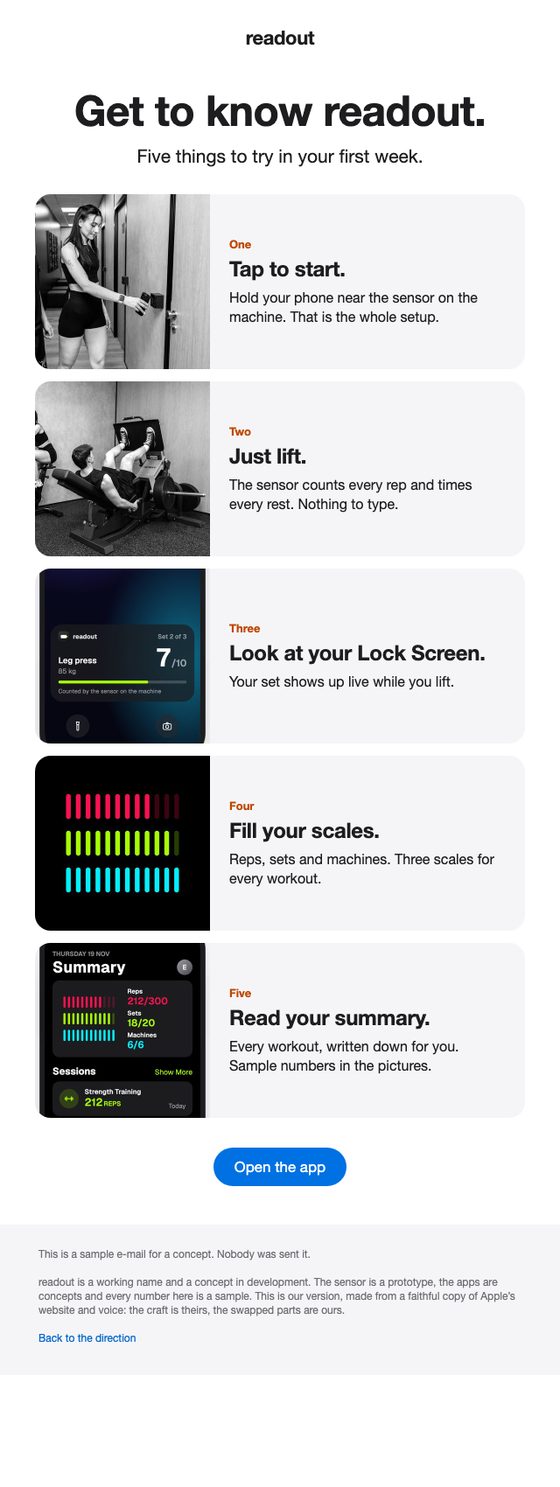 readout
Get to know readout.
Five things to try in your first week.
One
Tap to start.
Hold your phone near the sensor on the
machine. That is the whole setup.
Two
Just lift.
The sensor counts every rep and times
every rest. Nothing to type.
readout
Set 2 of 3
Leg press
85 kg
7/10
Counted by the sensor on the machine
Three
Look at your Lock Screen.
Your set shows up live while you lift.
Four
Fill your scales.
Reps, sets and machines. Three scales for
every workout.
THURSDAY 19 NOV
Summary
E
Reps
212/300
Sets
18/20
Machines
6/6
Sessions
Show More
Strength Training
212 REPS
Today
Five
Read your summary.
Every workout, written down for you.
Sample numbers in the pictures.
Open the app
This is a sample e-mail for a concept. Nobody was sent it.
readout is a working name and a concept in development. The sensor is a prototype, the apps are
concepts and every number here is a sample. This is our version, made from a faithful copy of Apple's
website and voice: the craft is theirs, the swapped parts are ours.
Back to the direction